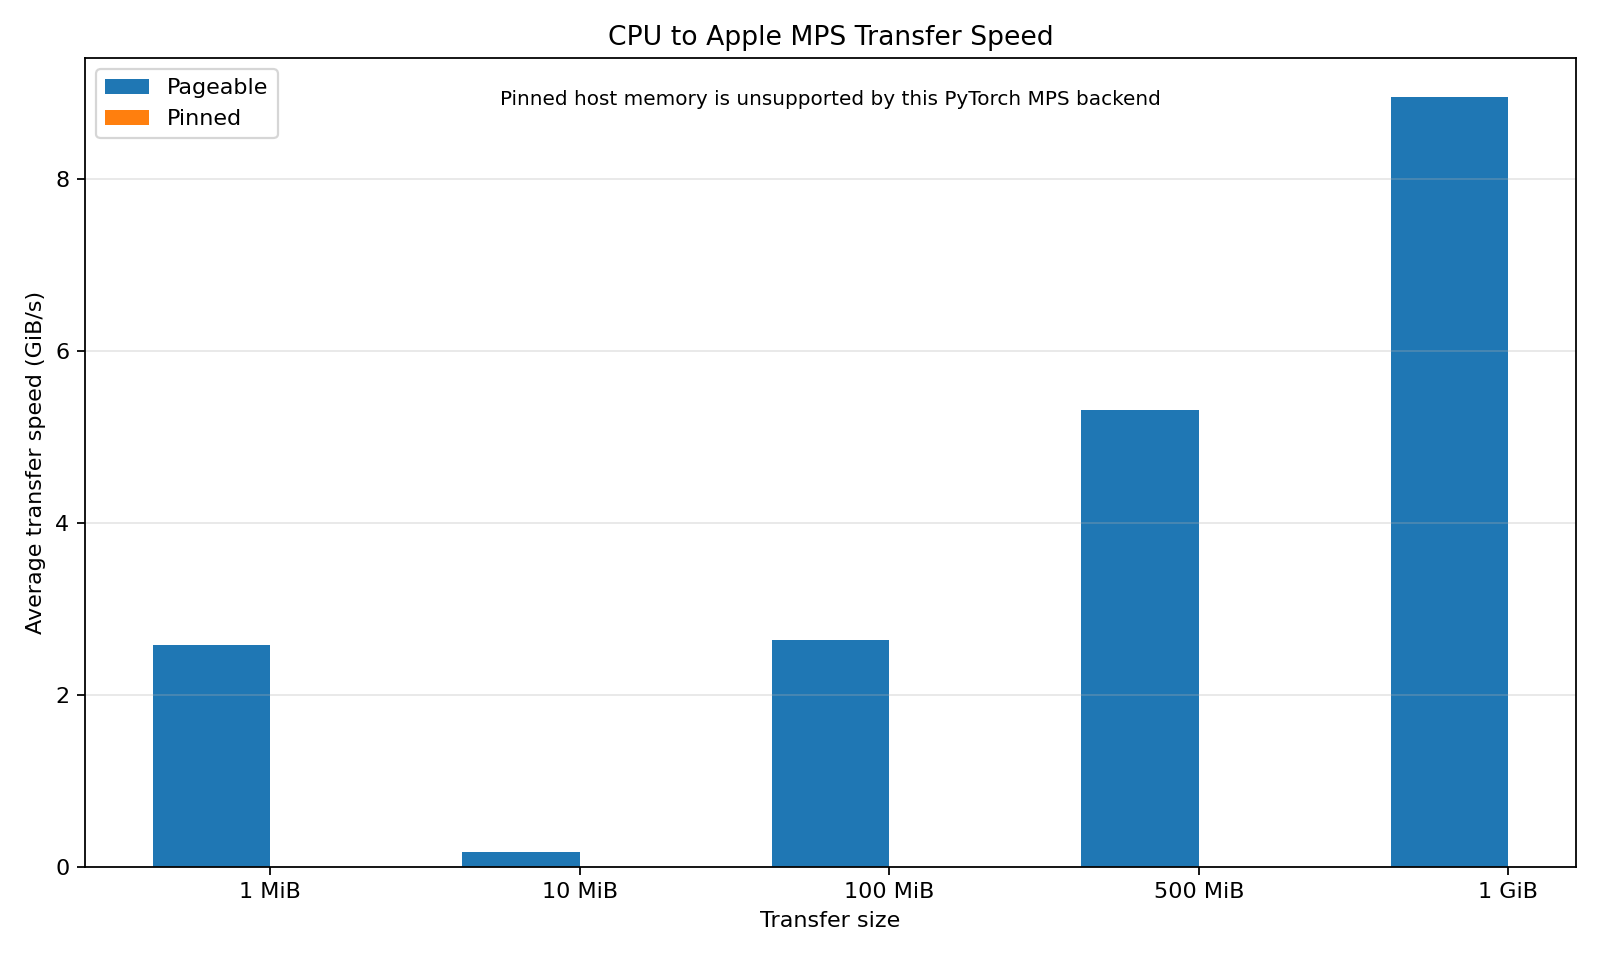 CPU to Apple MPS Transfer Speed
Pageable
Pinned
Pinned host memory is unsupported by this PyTorch MPS backend
Average transfer speed (GiB/s)
8
6
4
2
0
1 MiB
10 MiB
100 MiB
500 MiB
1 GiB
Transfer size